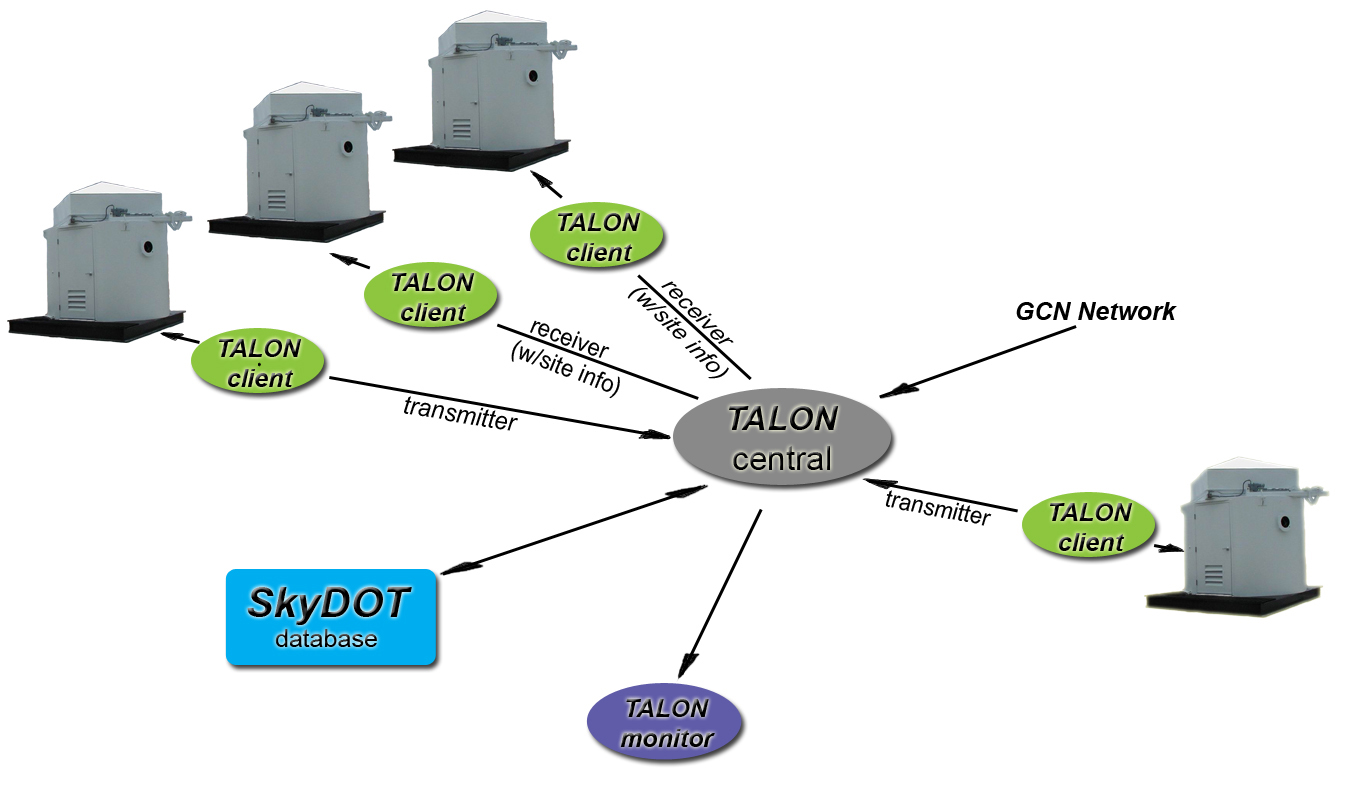 TALON
client
receiver
(w/site info)
TALON
client
receiver
(w/site info)
GCN Network
TALON
client
transmitter
TALON
central
transmitter
TALON
client
SkyDOT
database
TALON
monitor